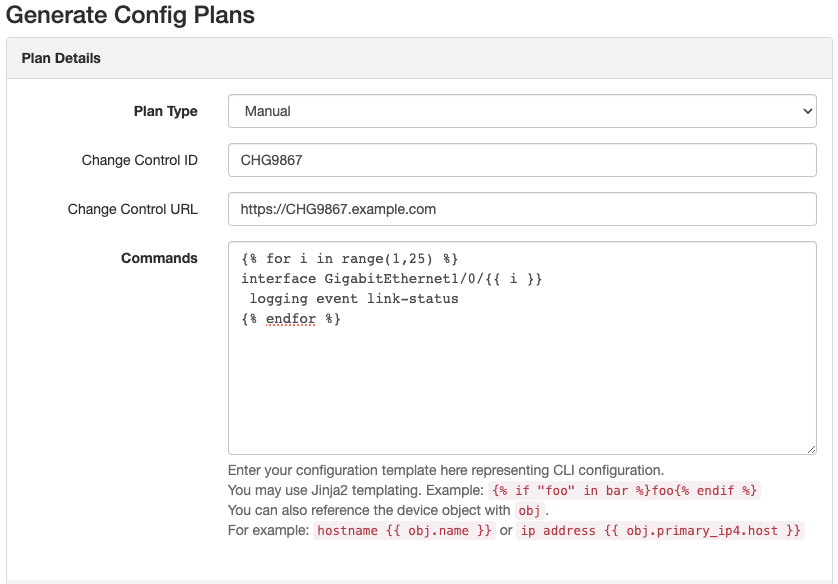 Generate Config Plans
Plan Details
Plan Type
Manual
Change Control ID
CHG9867
Change Control URL
https://CHG9867.example.com
Commands
{% for i in range(1,25) %}
interface GigabitEthernet1/0/{{ i }}
 logging event link-status
{% endfor %}
Enter your configuration template here representing CLI configuration.
You may use Jinja2 templating. Example: {% if "foo" in bar %}foo{% endif %}
You can also reference the device object with obj .
For example: hostname {{ obj.name }} or ip address {{ obj.primary_ip4.host }}